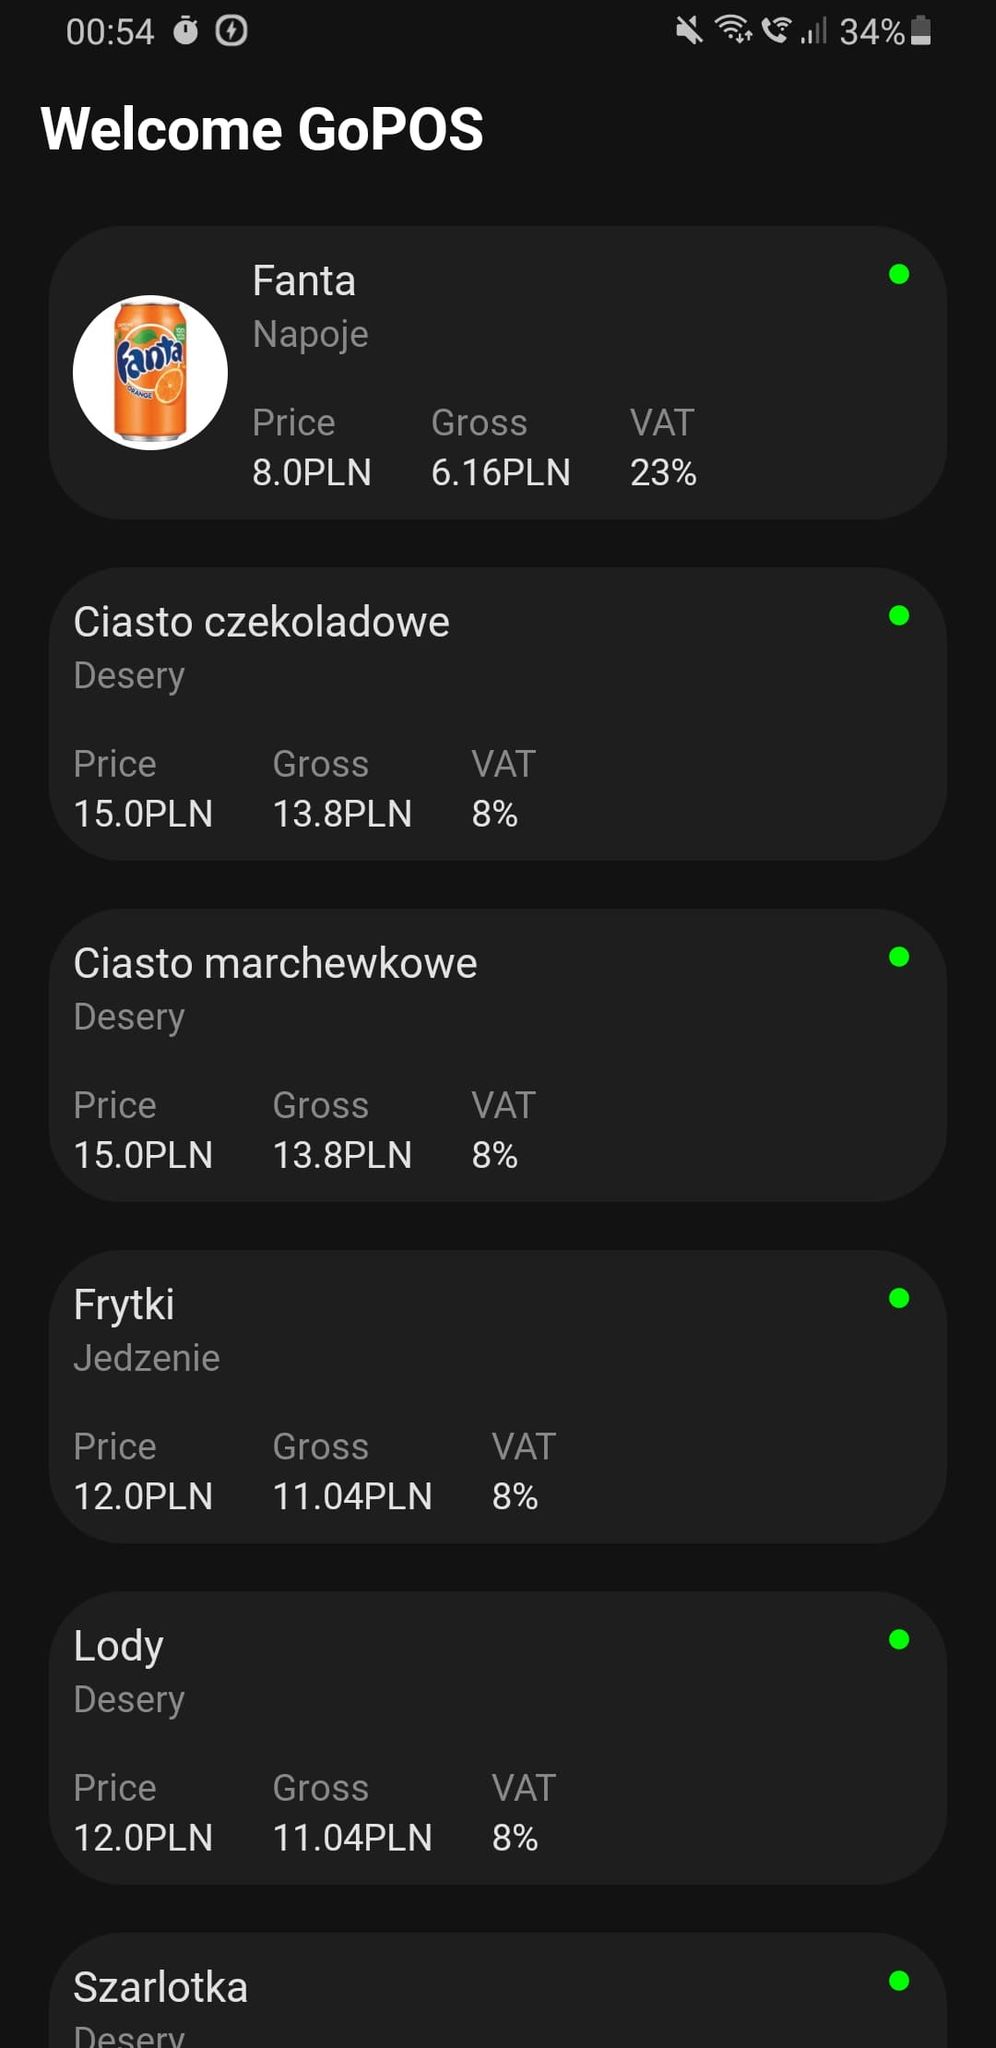 00:54
34%
Welcome GoPOS
Fanta
Napoje
Fanta
ORANGE
Price Gross VAT
8.0PLN 6.16PLN 23%
Ciasto czekoladowe
Desery
Price Gross VAT
15.0PLN 13.8PLN 8%
Ciasto marchewkowe
Desery
Price Gross VAT
15.0PLN 13.8PLN 8%
Frytki
Jedzenie
Price Gross VAT
12.0PLN 11.04PLN 8%
Lody
Desery
Price Gross VAT
12.0PLN 11.04PLN 8%
Szarlotka
Desery